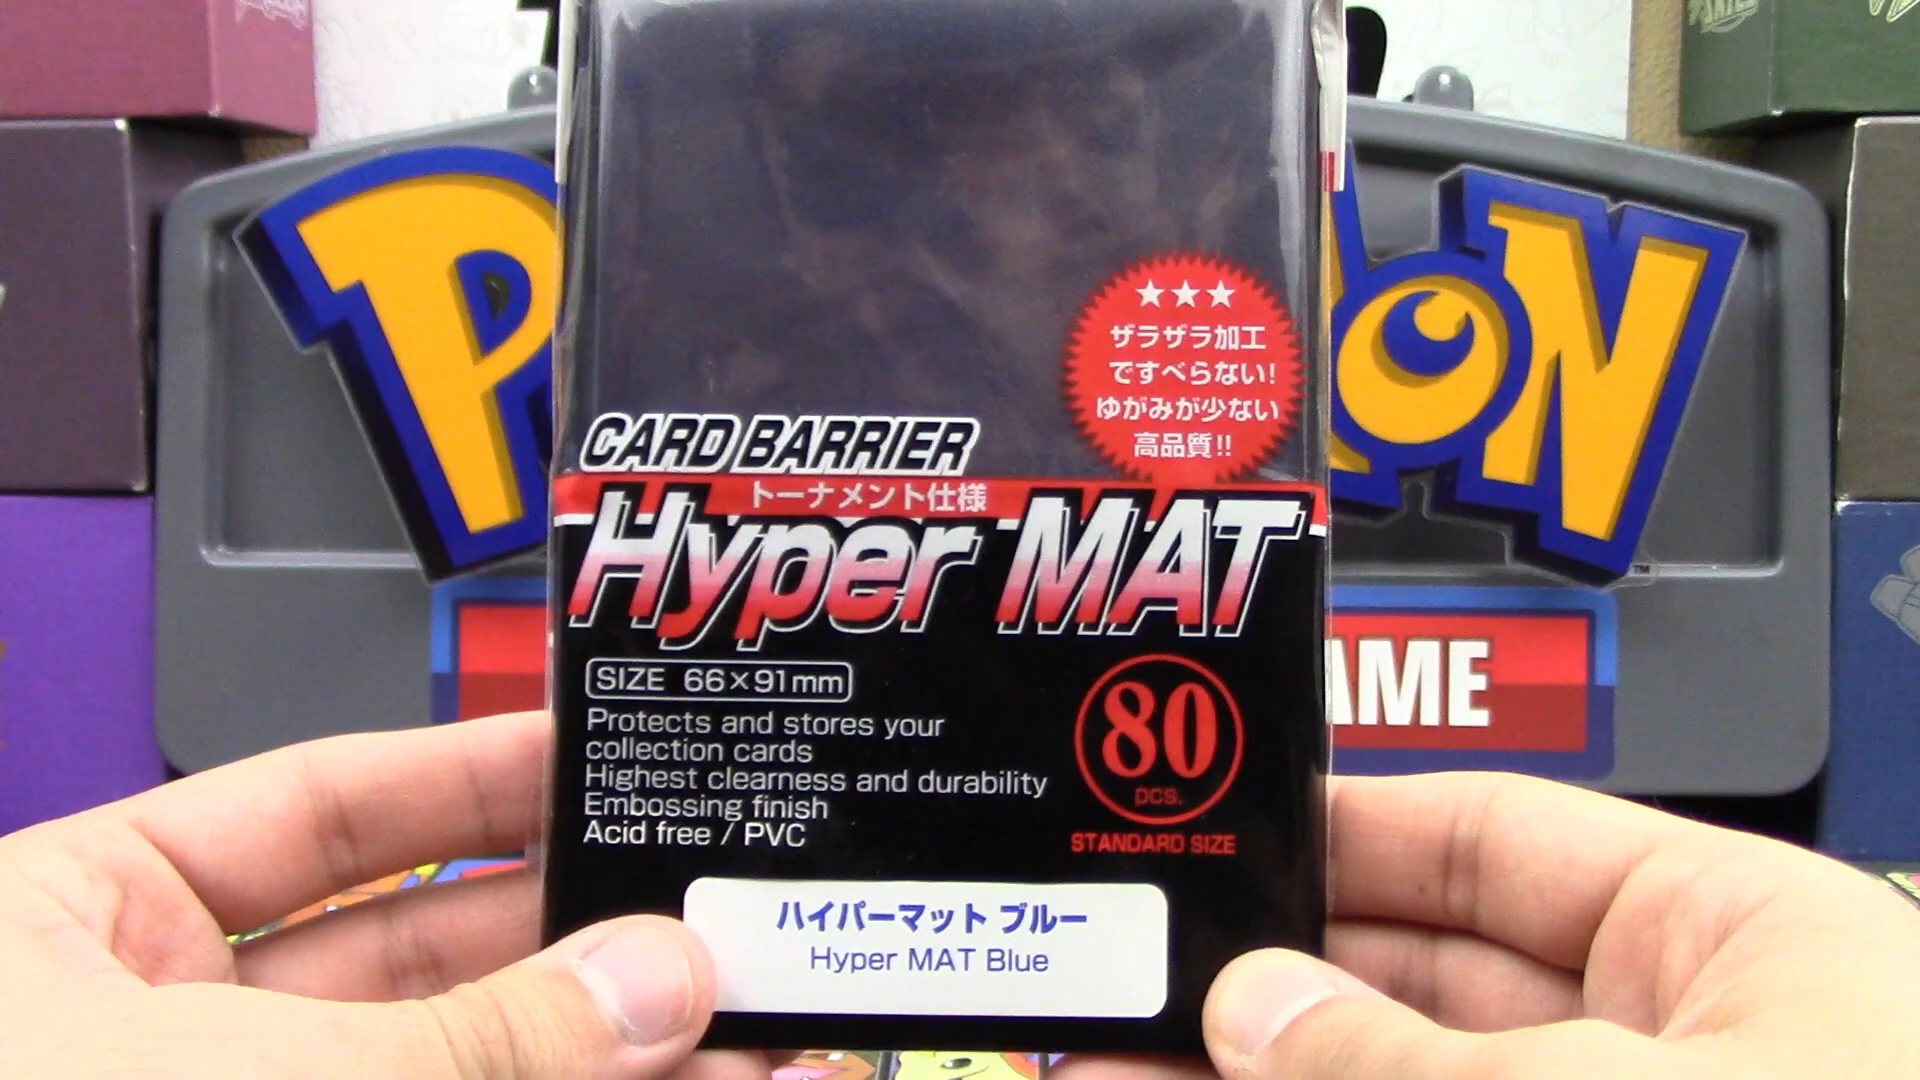 ★★★
ザラザラ加工
ですべらない!
ゆがみが少ない
高品質!!
CARD BARRIER
トーナメント仕様
Hyper MAT
SIZE 66×91mm
Protects and stores your
collection cards
Highest clearness and durability
Embossing finish
Acid free / PVC
80
pcs.
STANDARD SIZE
ハイパーマット ブルー
Hyper MAT Blue
P
ON
TM
AME